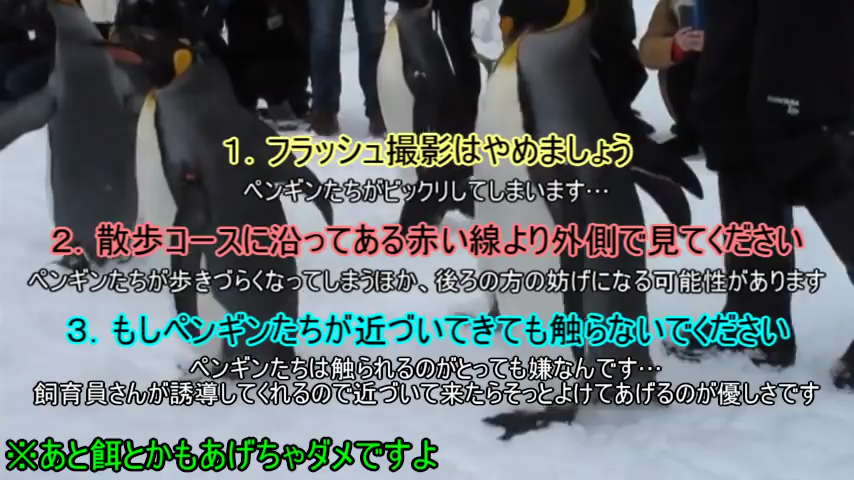 １．フラッシュ撮影はやめましょう
ペンギンたちがビックリしてしまいます…
２．散歩コースに沿ってある赤い線より外側で見てください
ペンギンたちが歩きづらくなってしまうほか、後ろの方の妨げになる可能性があります
３．もしペンギンたちが近づいてきても触らないでください
ペンギンたちは触られるのがとっても嫌なんです…
飼育員さんが誘導してくれるので近づいて来たらそっとよけてあげるのが優しさです
※あと餌とかもあげちゃダメですよ